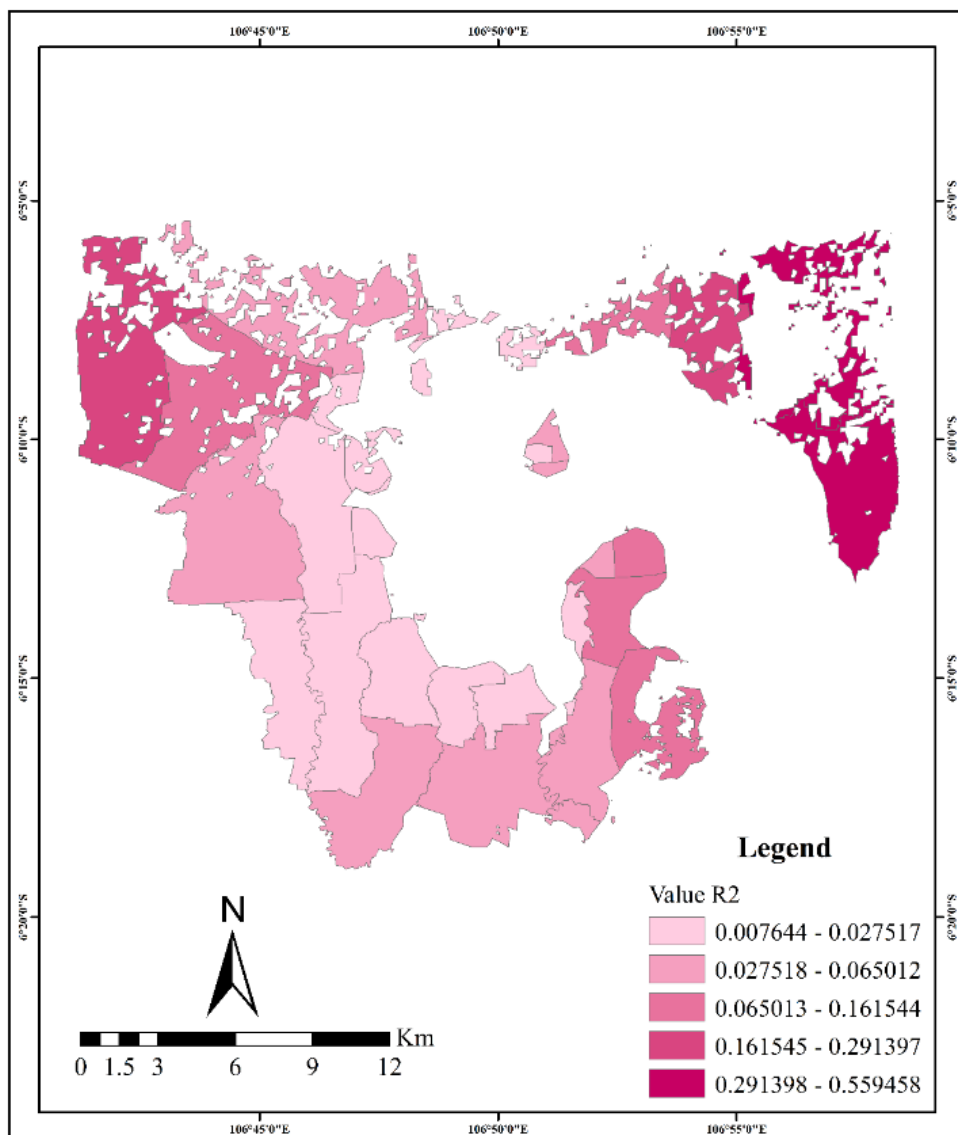 106°45'0"E 106°50'0"E 106°55'0"E
6°5'0"S 6°5'0"S
6°10'0"S 6°10'0"S
6°15'0"S 6°15'0"S
6°20'0"S 6°20'0"S
Legend
Value R2
0.007644 - 0.027517
0.027518 - 0.065012
0.065013 - 0.161544
0.161545 - 0.291397
0.291398 - 0.559458
N
Km
0 1.5 3 6 9 12
106°45'0"E 106°50'0"E 106°55'0"E